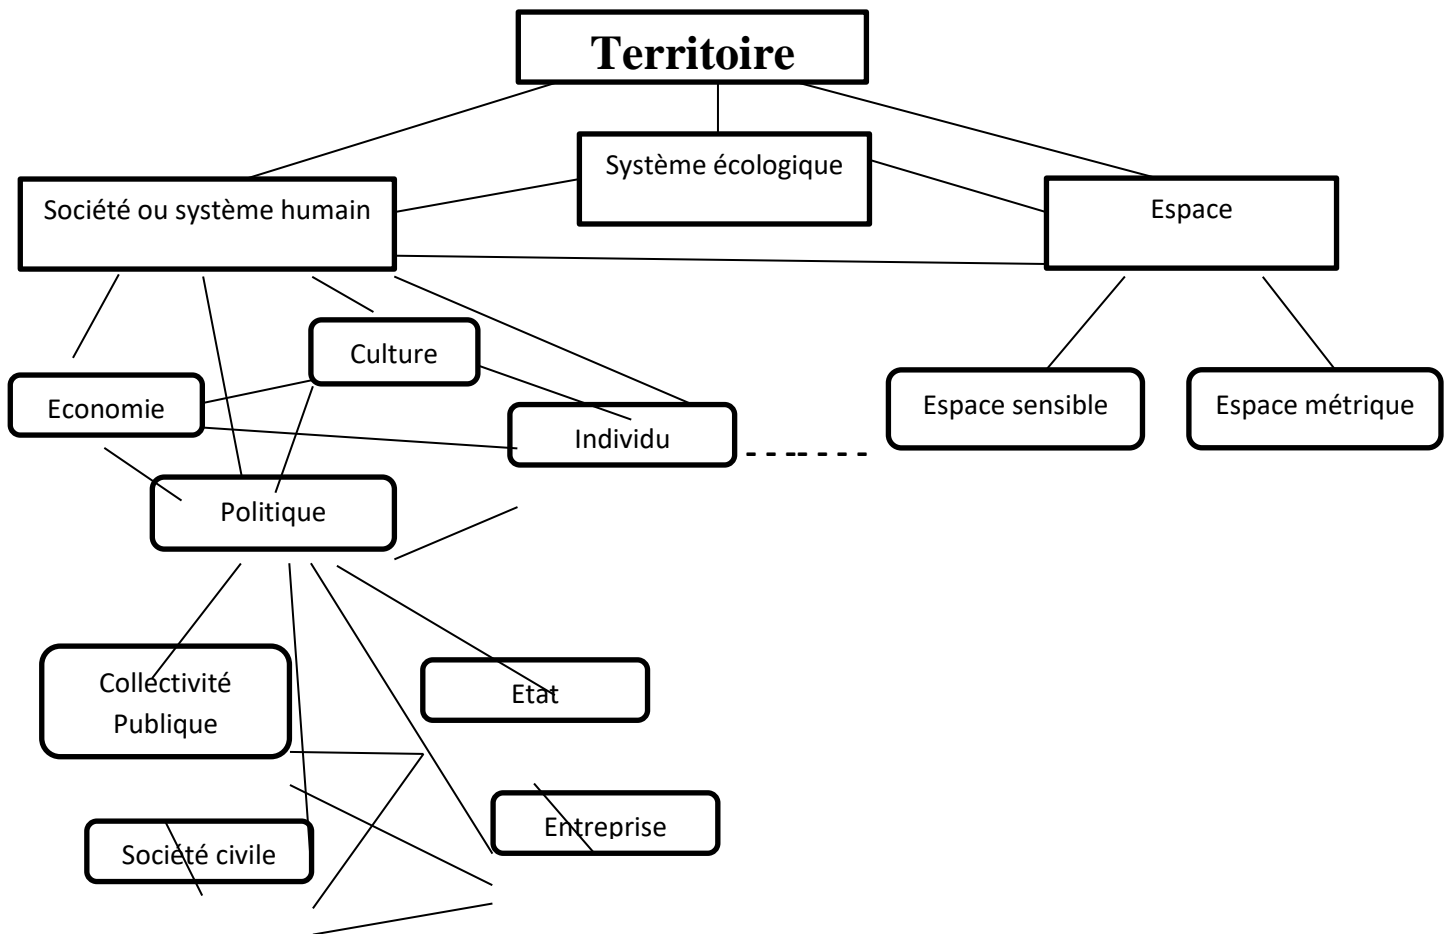 Territoire
Système écologique
Société ou système humain
Espace
Culture
Economie
Individu
Espace sensible
Espace métrique
Politique
Collectivité
Publique
Etat
Entreprise
Société civile